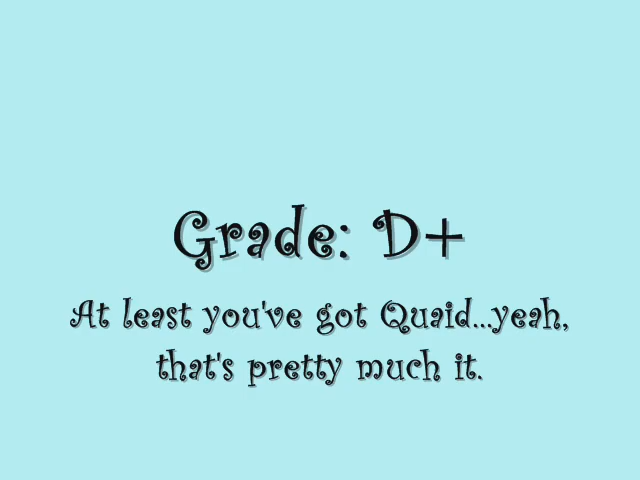 Grade: D+
At least you've got Quaid...yeah,
that's pretty much it.